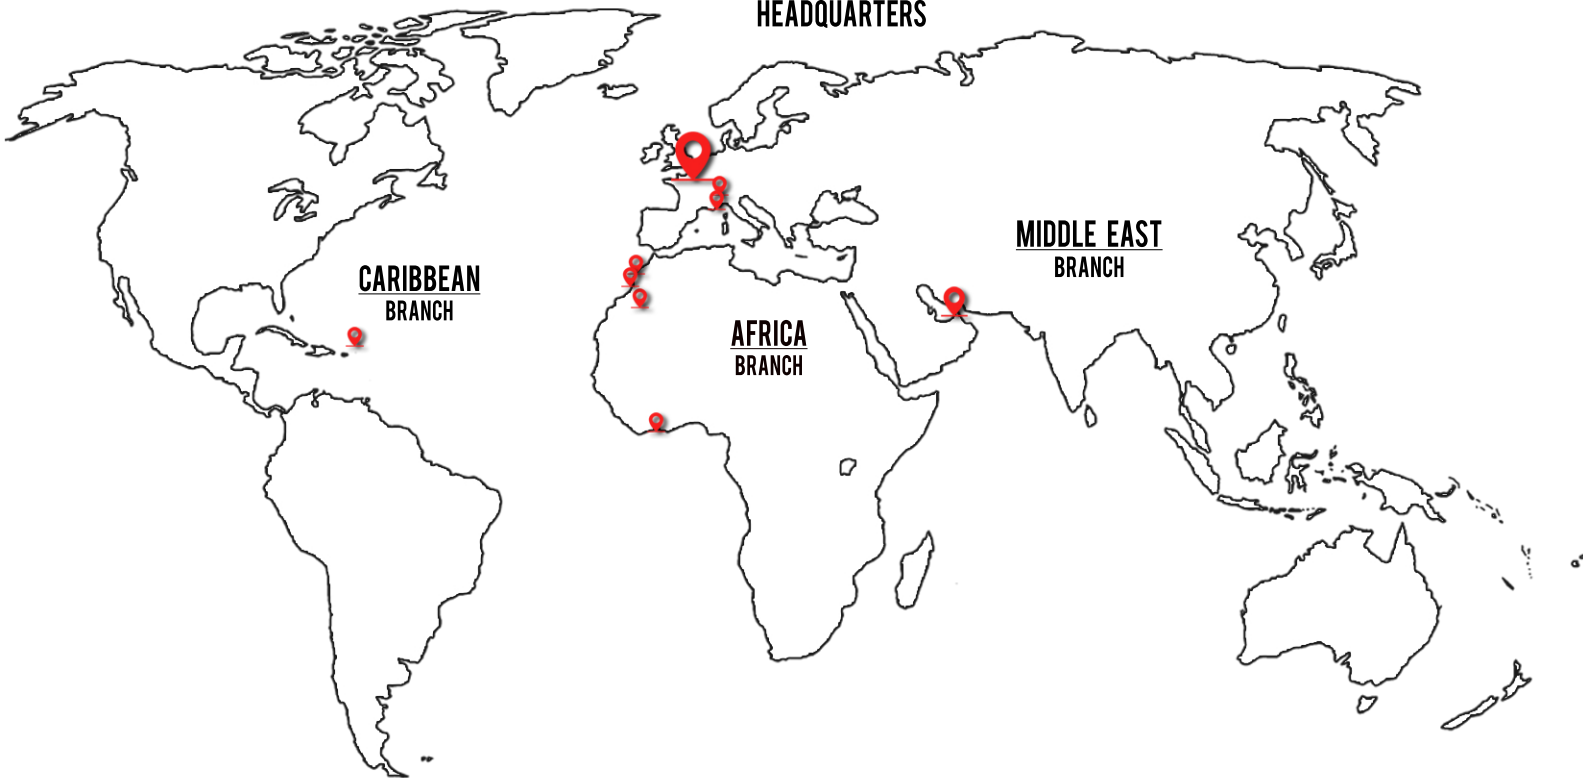 HEADQUARTERS
MIDDLE EAST
BRANCH
CARIBBEAN
BRANCH
AFRICA
BRANCH